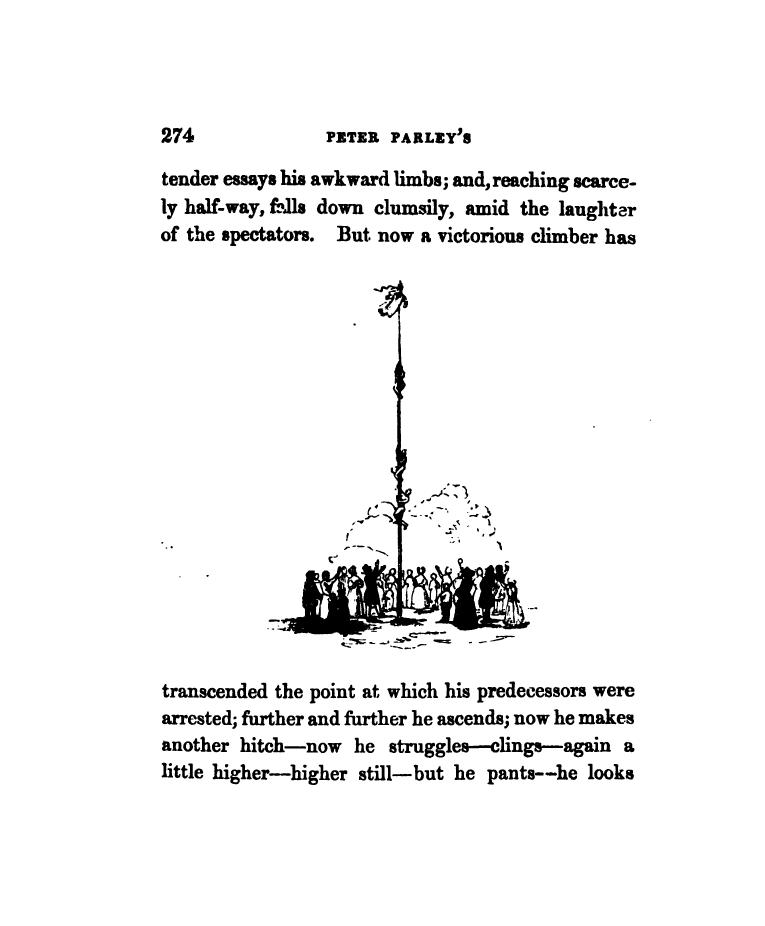 274 PETER PARLEY'S
tender essays his awkward limbs; and, reaching scarce-
ly half-way, falls down clumsily, amid the laughter
of the spectators. But now a victorious climber has
transcended the point at which his predecessors were
arrested; further and further he ascends; now he makes
another hitch—now he struggles—clings—again a
little higher—higher still—but he pants—he looks